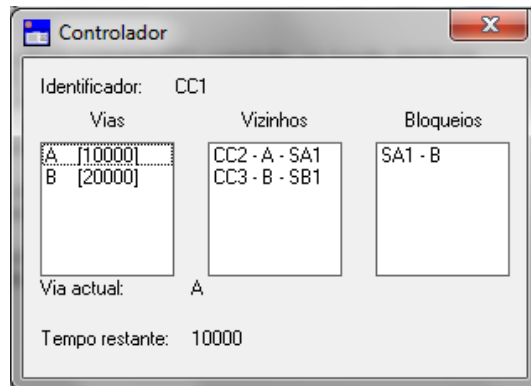 Controlador
Identificador: CC1
Vias Vizinhos Bloqueios
A [10000] CC2 - A - SA1 SA1 - B
B [20000] CC3 - B - SB1
Via actual: A
Tempo restante: 10000